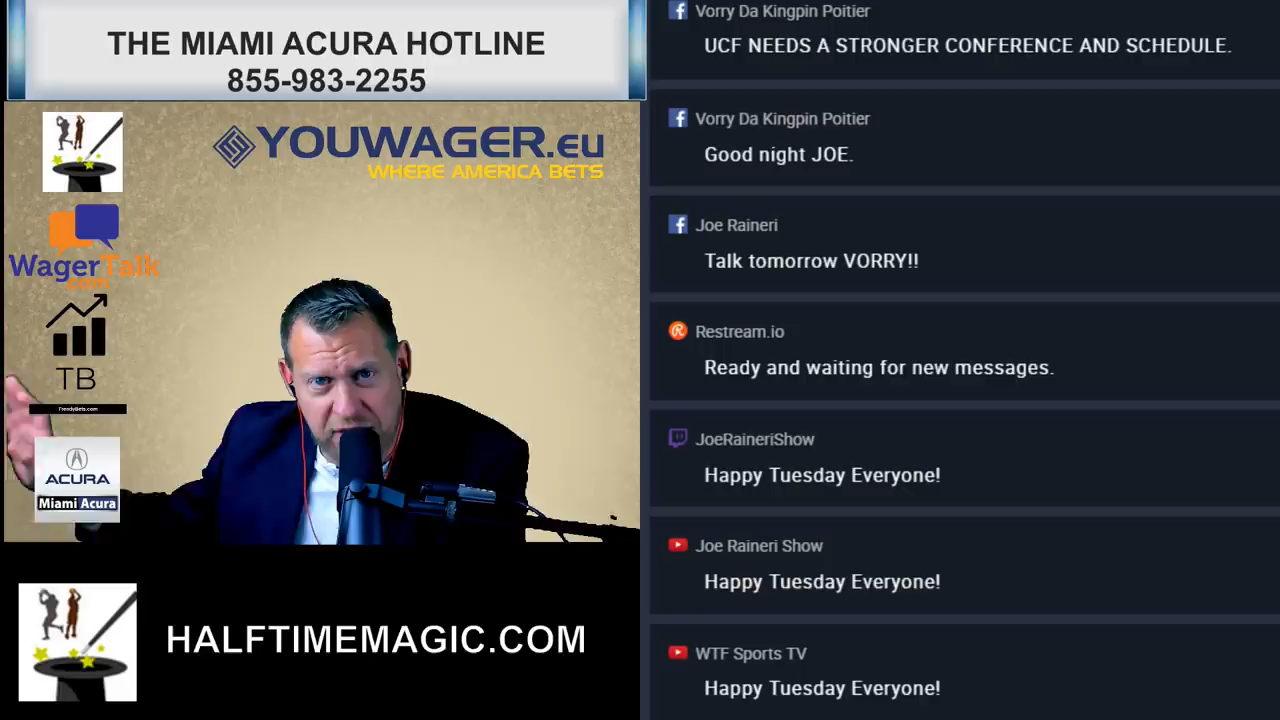 THE MIAMI ACURA HOTLINE
855-983-2255
YOUWAGER.eu
WHERE AMERICA BETS
WagerTalk
.com
TB
TrendyBets.com
ACURA
Miami Acura
HALFTIMEMAGIC.COM
Vorry Da Kingpin Poitier
UCF NEEDS A STRONGER CONFERENCE AND SCHEDULE.
Vorry Da Kingpin Poitier
Good night JOE.
Joe Raineri
Talk tomorrow VORRY!!
Restream.io
Ready and waiting for new messages.
JoeRaineriShow
Happy Tuesday Everyone!
Joe Raineri Show
Happy Tuesday Everyone!
WTF Sports TV
Happy Tuesday Everyone!